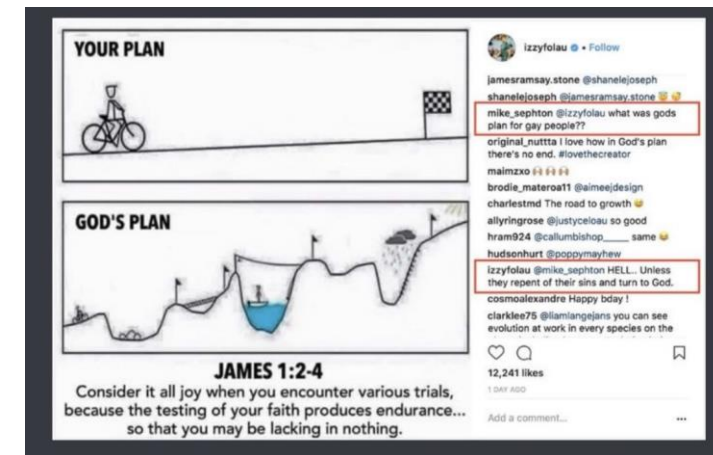 YOUR PLAN
GOD'S PLAN
JAMES 1:2-4
Consider it all joy when you encounter various trials,
because the testing of your faith produces endurance...
so that you may be lacking in nothing.
izzyfolau • Follow
jamesramsay.stone @shanelejoseph
shanelejoseph @jamesramsay.stone 😇 🥰
mike_sephton @izzyfolau what was gods
plan for gay people??
original_nuttta I love how in God's plan
there's no end. #lovethecreator
maimzxo 🙌🙌🙌
brodie_materoa11 @aimeejdesign
charlestmd The road to growth 😅
allyringrose @justyceloau so good
hram924 @callumbishop_____ same 😂
hudsonhurt @poppymayhew
izzyfolau @mike_sephton HELL.. Unless
they repent of their sins and turn to God.
cosmoalexandre Happy bday !
clarklee75 @liamlangejans you can see
evolution at work in every species on the
12,241 likes
1 DAY AGO
Add a comment...